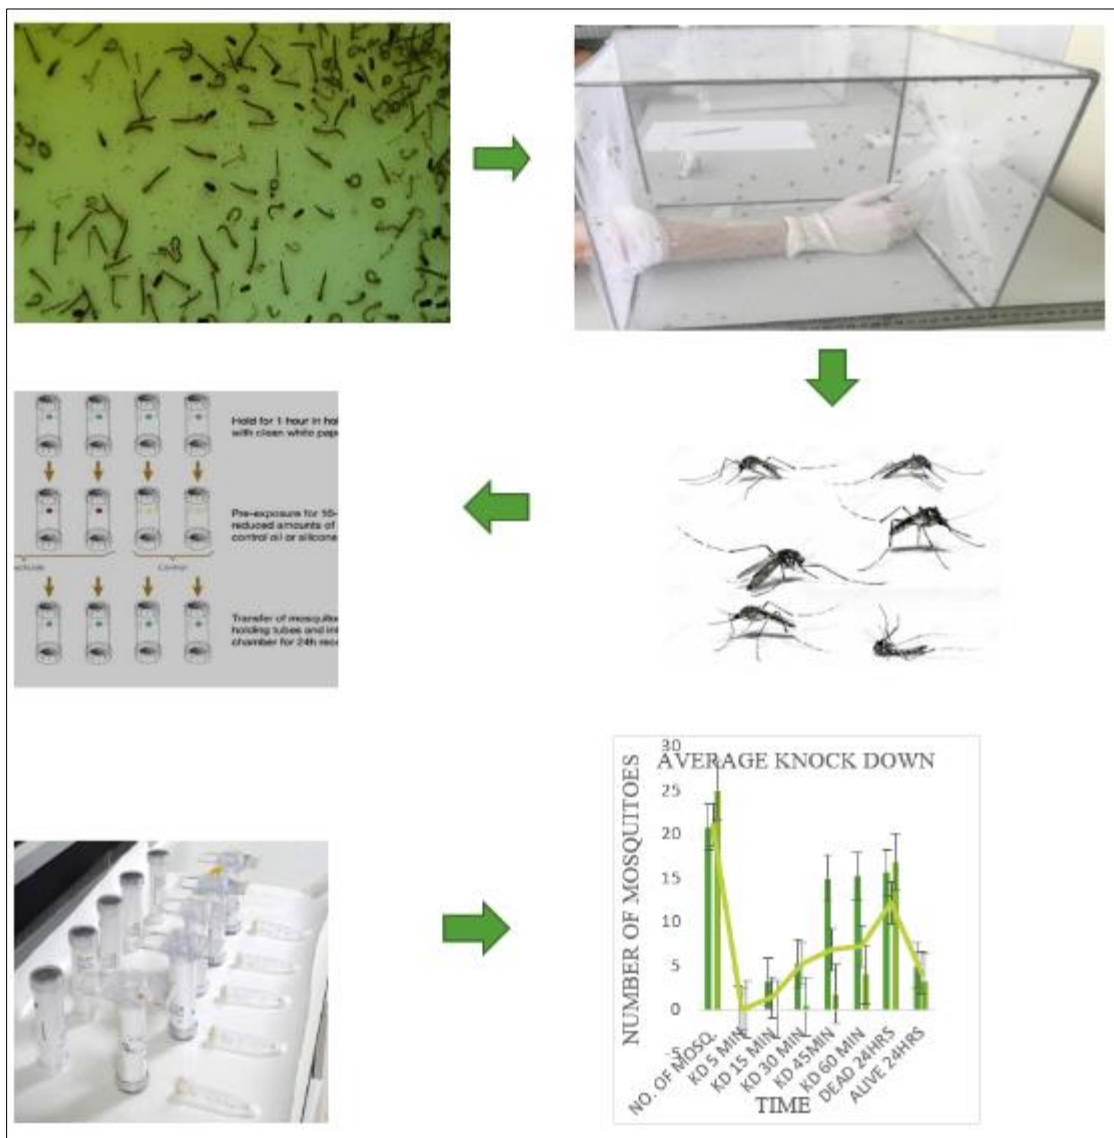 Hold for 1 hour in hol
with clean white pap
Pre-exposure for 16-
reduced amounts of
control oil or silicone
Control
Transfer of mosquitoe
holding tubes and in
chamber for 24h reco
AVERAGE KNOCK DOWN
NUMBER OF MOSQUITOES
30
25
20
15
10
5
0
NO. OF MOSQ.
KD 5 MIN
KD 15 MIN
KD 30 MIN
KD 45MIN
KD 60 MIN
DEAD 24HRS
ALIVE 24HRS
TIME